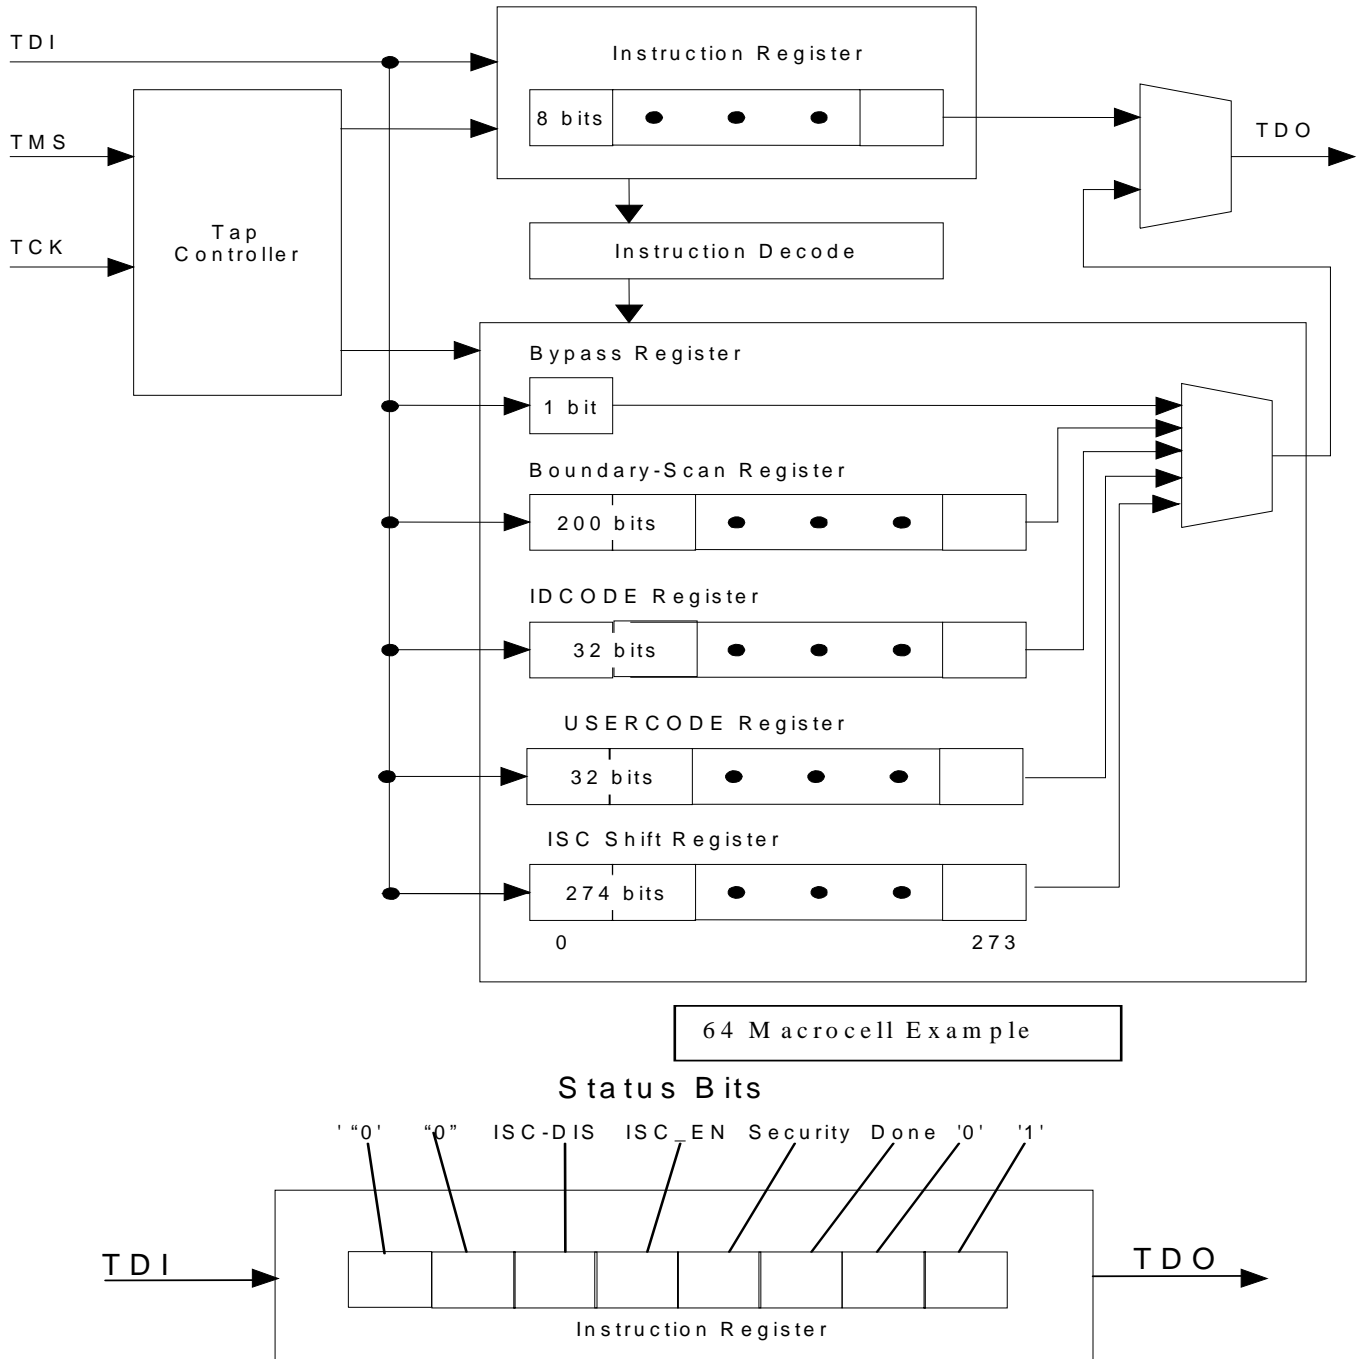 TDI
Instruction Register
8 bits
TMS
TDO
Tap
Controller
TCK
Instruction Decode
Bypass Register
1 bit
Boundary-Scan Register
200 bits
IDCODE Register
32 bits
USERCODE Register
32 bits
ISC Shift Register
274 bits
0 273
64 Macrocell Example
Status Bits
' “0' “0” ISC-DIS ISC_EN Security Done '0' '1'
TDI
TDO
Instruction Register